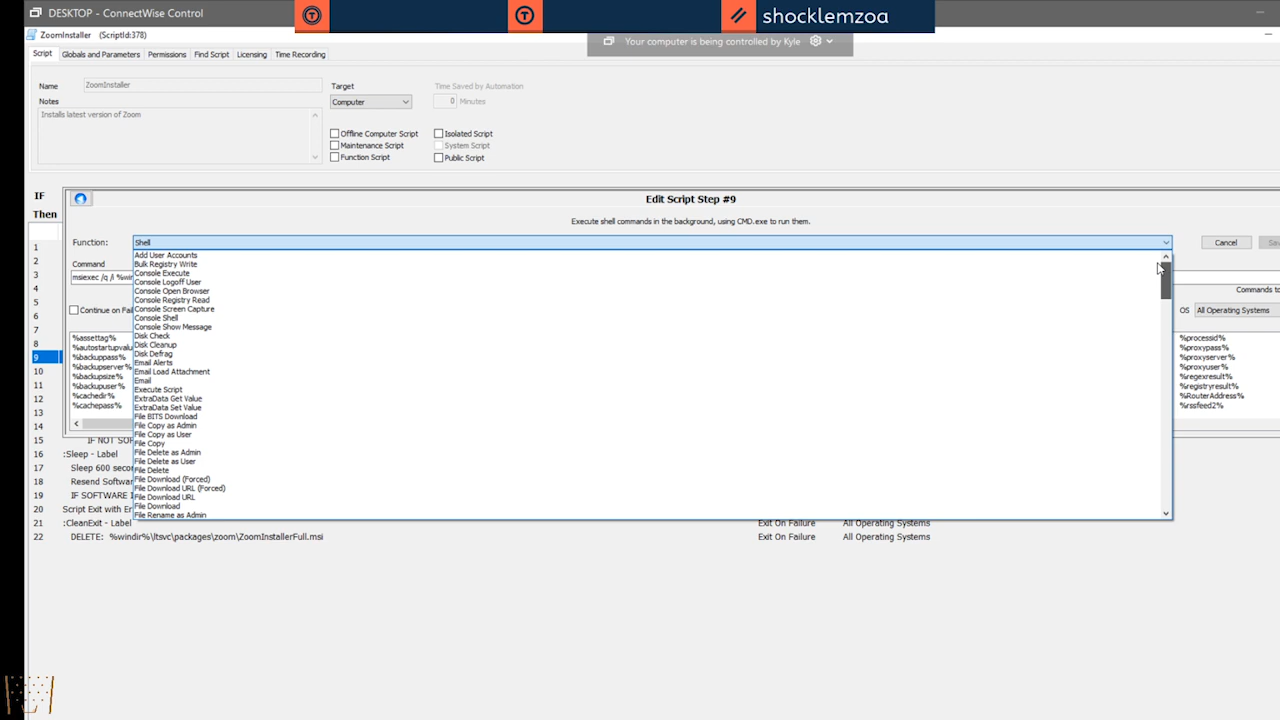 DESKTOP - ConnectWise Control
shocklemzoa
ZoomInstaller (ScriptId:378)
Your computer is being controlled by Kyle
Script Globals and Parameters Permissions Find Script Licensing Time Recording
Name ZoomInstaller
Target
Time Saved by Automation
Notes
Computer
0 Minutes
Installs latest version of Zoom
Offline Computer Script
Isolated Script
Maintenance Script
System Script
Function Script
Public Script
IF
Then
Edit Script Step #9
Execute shell commands in the background, using CMD.exe to run them.
Function:
Shell
Cancel
Command
msiexec /q /i %win
Continue on Fai
Commands to
OS All Operating Systems
Add User Accounts
Bulk Registry Write
Console Execute
Console Logoff User
Console Open Browser
Console Registry Read
Console Screen Capture
Console Shell
Console Show Message
Disk Check
Disk Cleanup
Disk Defrag
Email Alerts
Email Load Attachment
Email
Execute Script
ExtraData Get Value
ExtraData Set Value
File BITS Download
File Copy as Admin
File Copy as User
File Copy
File Delete as Admin
File Delete as User
File Delete
File Download (Forced)
File Download URL (Forced)
File Download URL
File Download
File Rename as Admin
%assettag%
%autostartupvalu
%backuppass%
%backupserver%
%backupsize%
%backupuser%
%cachedir%
%cachepass%
%processid%
%proxypass%
%proxyserver%
%proxyuser%
%regexresult%
%registryresult%
%RouterAddress%
%rssfeed2%
1
2
3
4
5
6
7
8
9
10
11
12
13
14
15 IF NOT SOF
16 :Sleep - Label
17 Sleep 600 secon
18 Resend Softwar
19 IF SOFTWARE I
20 Script Exit with Er
21 :CleanExit - Label Exit On Failure All Operating Systems
22 DELETE: %windir%\ltsvc\packages\zoom\ZoomInstallerFull.msi Exit On Failure All Operating Systems